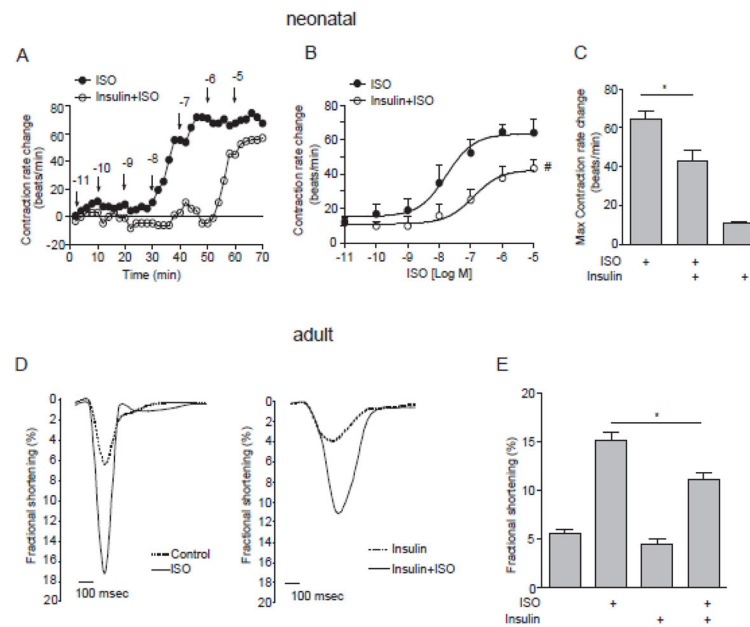 neonatal
A
ISO
Insulin+ISO
Contraction rate change
(beats/min)
80
60
40
20
0
-20
-11
-10
-9
-8
-7
-6
-5
0 10 20 30 40 50 60 70
Time (min)
B
ISO
Insulin+ISO
Contraction rate change
(beats/min)
80
60
40
20
0
#
-11 -10 -9 -8 -7 -6 -5
ISO [Log M]
C
Max Contraction rate change
(beats/min)
80
60
40
20
0
*
ISO + +
Insulin + +
adult
D
Fractional shortening (%)
0
2
4
6
8
10
12
14
16
18
20
Control
ISO
100 msec
Fractional shortening (%)
0
2
4
6
8
10
12
14
16
18
20
Insulin
Insulin+ISO
100 msec
E
Fractional shortening (%)
20
15
10
5
0
*
ISO + +
Insulin + +